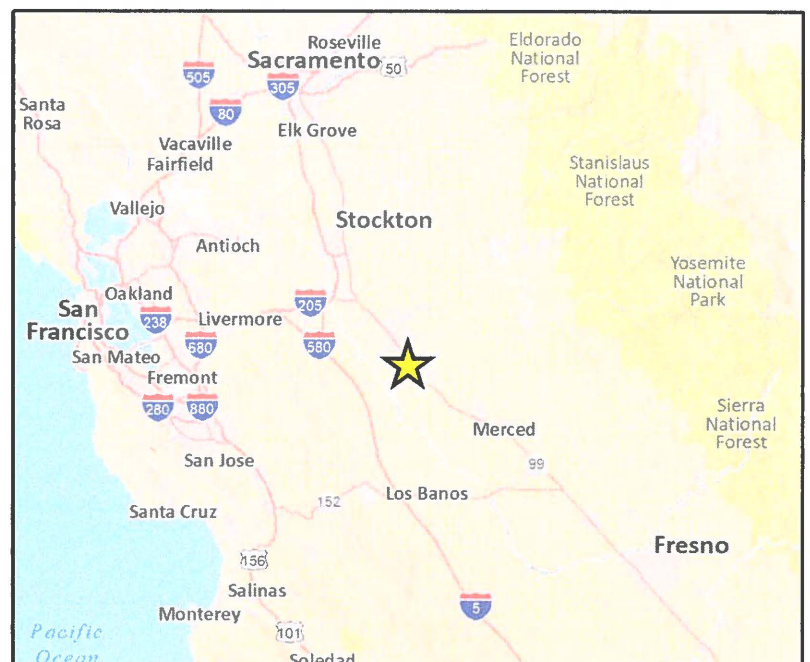 Roseville
Sacramento
50
Eldorado
National
Forest
505
305
80
Santa
Rosa
Elk Grove
Vacaville
Fairfield
Stanislaus
National
Forest
Vallejo
Stockton
Antioch
Yosemite
National
Park
Oakland
San
Francisco
238
Livermore
205
680
580
San Mateo
Fremont
280
880
Sierra
National
Forest
Merced
99
San Jose
Los Banos
152
Santa Cruz
Fresno
156
Salinas
Monterey
5
101
Pacific
Ocean
Soledad